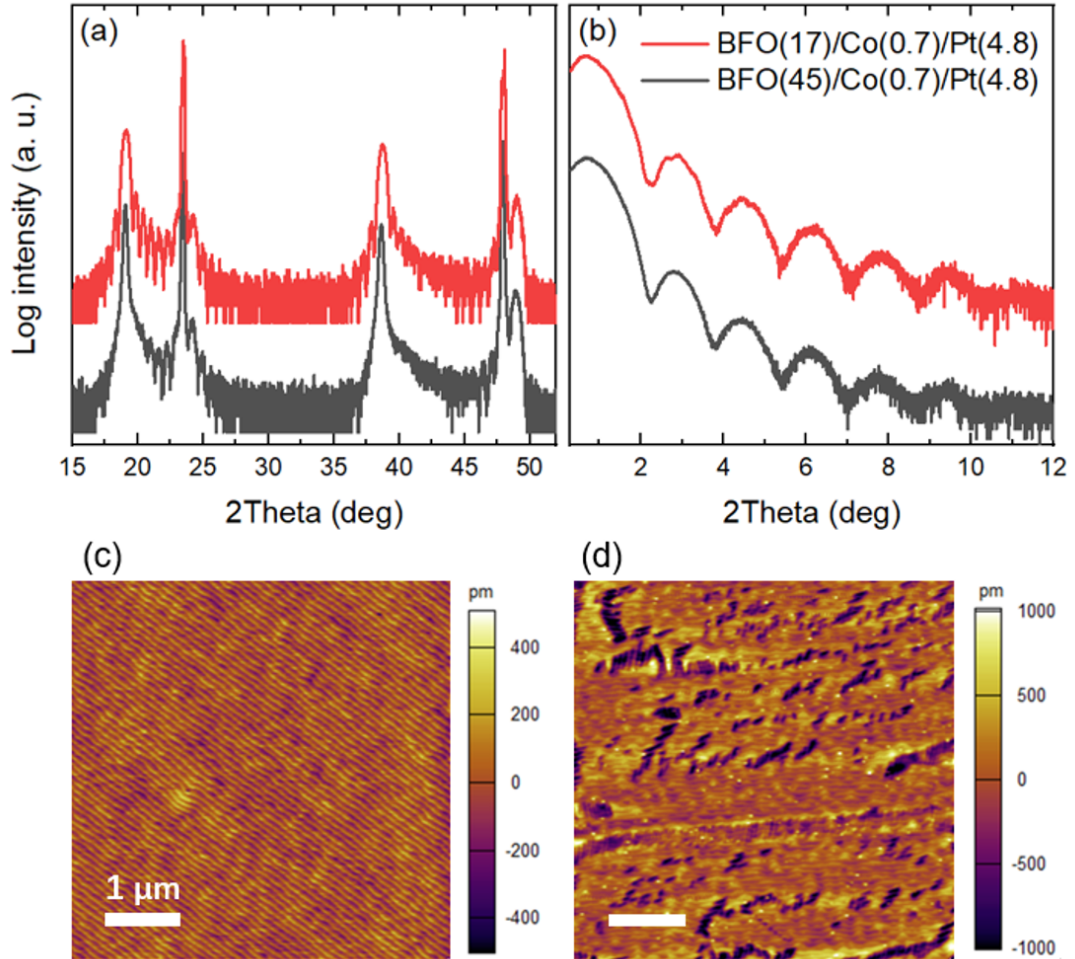 (a)
(b)
BFO(17)/Co(0.7)/Pt(4.8)
BFO(45)/Co(0.7)/Pt(4.8)
Log intensity (a. u.)
15 20 25 30 35 40 45 50
2 4 6 8 10 12
2Theta (deg)
2Theta (deg)
(c)
(d)
pm
400
200
0
-200
-400
1 μm
pm
1000
500
0
-500
-1000